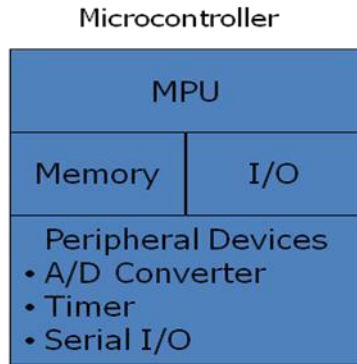 Microcontroller
MPU
Memory I/O
Peripheral Devices
• A/D Converter
• Timer
• Serial I/O